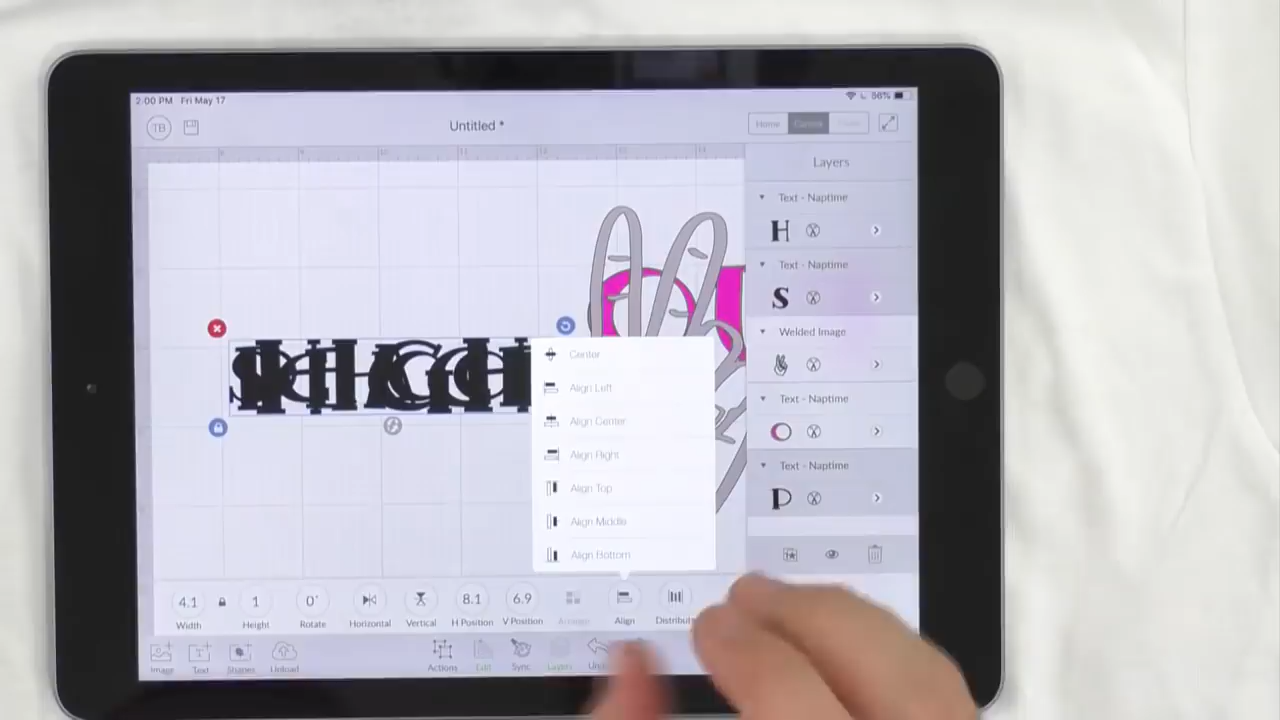 2:00 PM Fri May 17
86%
TB
Untitled *
Home
Canvas
Layers
Text - Naptime
H
Text - Naptime
S
Welded Image
Text - Naptime
O
Text - Naptime
P
Center
Align Left
Align Center
Align Right
Align Top
Align Middle
Align Bottom
4.1 1 0° 8.1 6.9
Width Height Rotate Horizontal Vertical H Position V Position Arrange Align Distribut
Image Text Shapes Upload Actions Edit Sync Layers Un